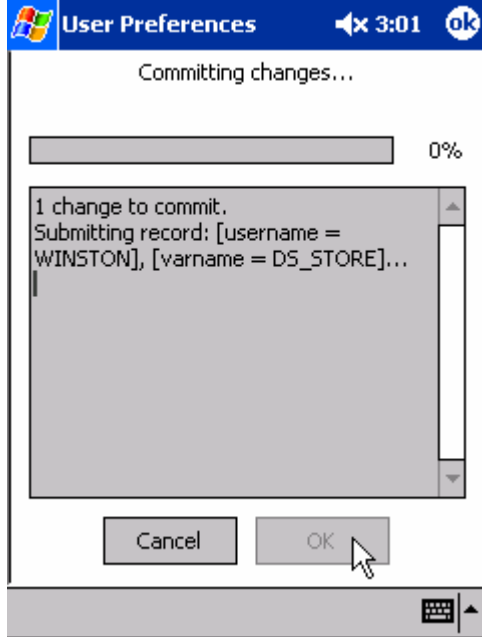 User Preferences 3:01 ok
Committing changes...
0%
1 change to commit.
Submitting record: [username =
WINSTON], [varname = DS_STORE]...
Cancel OK